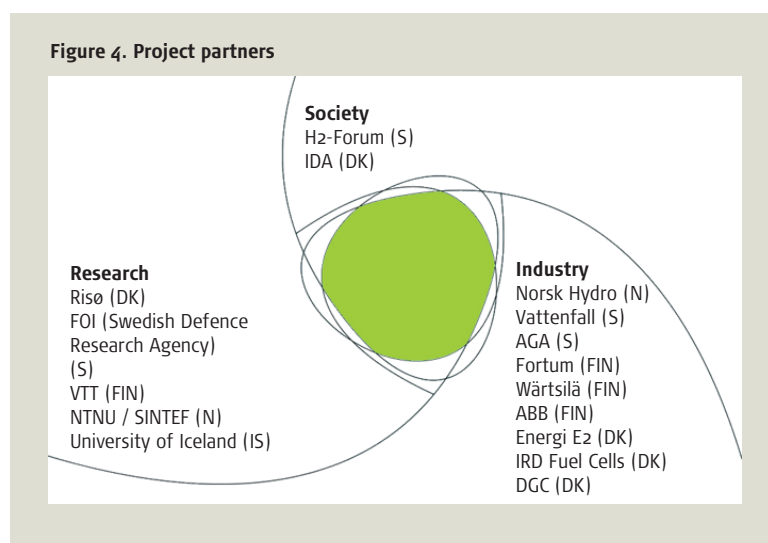 Figure 4. Project partners
Society
H2-Forum (S)
IDA (DK)
Research
Risø (DK)
FOI (Swedish Defence
Research Agency)
(S)
VTT (FIN)
NTNU / SINTEF (N)
University of Iceland (IS)
Industry
Norsk Hydro (N)
Vattenfall (S)
AGA (S)
Fortum (FIN)
Wärtsilä (FIN)
ABB (FIN)
Energi E2 (DK)
IRD Fuel Cells (DK)
DGC (DK)